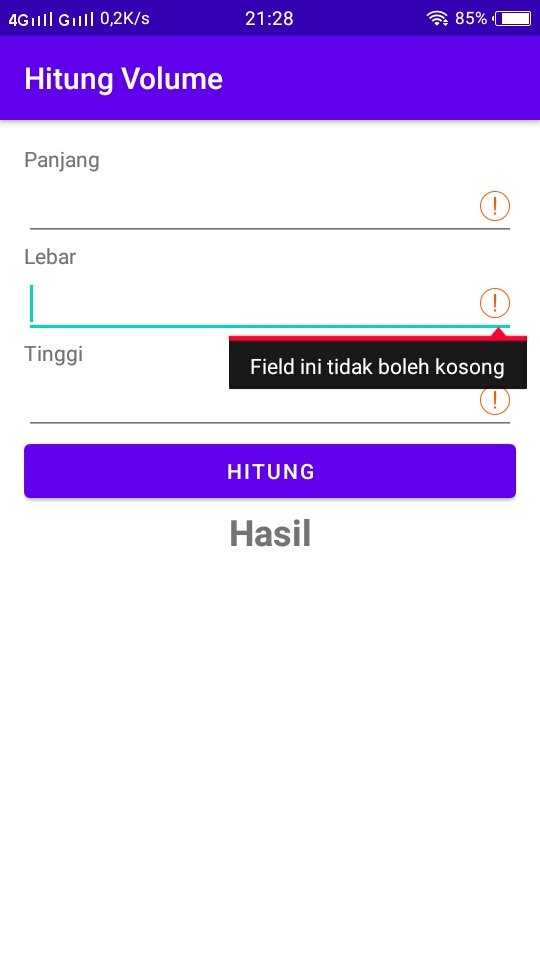 4G G 0,2K/s 21:28 85%
Hitung Volume
Panjang
Lebar
Tinggi
Field ini tidak boleh kosong
HITUNG
Hasil